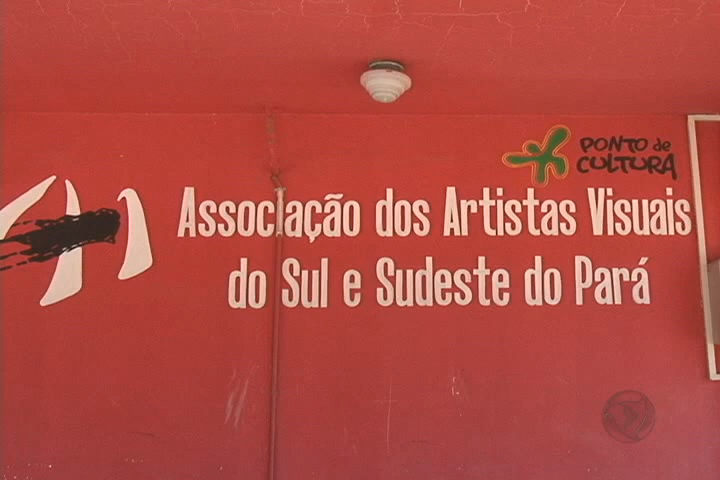 PONTO de
CULTURA
Associação dos Artistas Visuais
do Sul e Sudeste do Pará